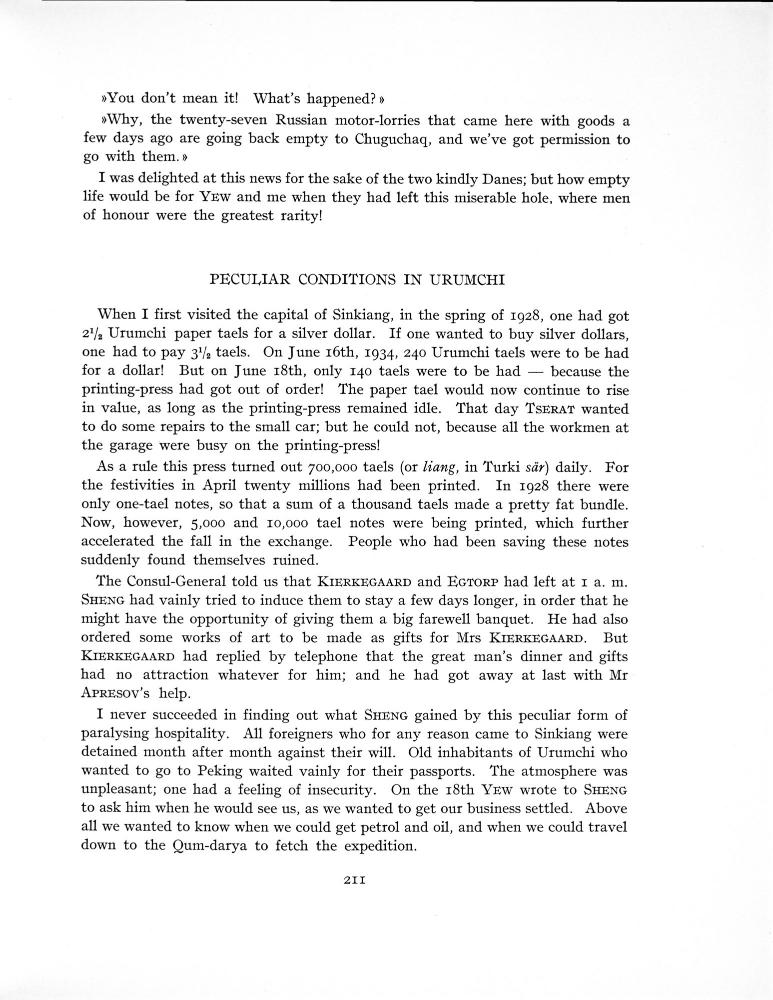 »You don't mean it! What's happened?»
»Why, the twenty-seven Russian motor-lorries that came here with goods a
few days ago are going back empty to Chuguchaq, and we've got permission to
go with them.»
I was delighted at this news for the sake of the two kindly Danes; but how empty
life would be for YEW and me when they had left this miserable hole, where men
of honour were the greatest rarity!
PECULIAR CONDITIONS IN URUMCHI
When I first visited the capital of Sinkiang, in the spring of 1928, one had got
2¹/₂ Urumchi paper taels for a silver dollar. If one wanted to buy silver dollars,
one had to pay 3¹/₂ taels. On June 16th, 1934, 240 Urumchi taels were to be had
for a dollar! But on June 18th, only 140 taels were to be had — because the
printing-press had got out of order! The paper tael would now continue to rise
in value, as long as the printing-press remained idle. That day TSERAT wanted
to do some repairs to the small car; but he could not, because all the workmen at
the garage were busy on the printing-press!
As a rule this press turned out 700,000 taels (or liang, in Turki sär) daily. For
the festivities in April twenty millions had been printed. In 1928 there were
only one-tael notes, so that a sum of a thousand taels made a pretty fat bundle.
Now, however, 5,000 and 10,000 tael notes were being printed, which further
accelerated the fall in the exchange. People who had been saving these notes
suddenly found themselves ruined.
The Consul-General told us that KIERKEGAARD and EGTORP had left at 1 a. m.
SHENG had vainly tried to induce them to stay a few days longer, in order that he
might have the opportunity of giving them a big farewell banquet. He had also
ordered some works of art to be made as gifts for Mrs KIERKEGAARD. But
KIERKEGAARD had replied by telephone that the great man's dinner and gifts
had no attraction whatever for him; and he had got away at last with Mr
APRESOV's help.
I never succeeded in finding out what SHENG gained by this peculiar form of
paralysing hospitality. All foreigners who for any reason came to Sinkiang were
detained month after month against their will. Old inhabitants of Urumchi who
wanted to go to Peking waited vainly for their passports. The atmosphere was
unpleasant; one had a feeling of insecurity. On the 18th YEW wrote to SHENG
to ask him when he would see us, as we wanted to get our business settled. Above
all we wanted to know when we could get petrol and oil, and when we could travel
down to the Qum-darya to fetch the expedition.
211